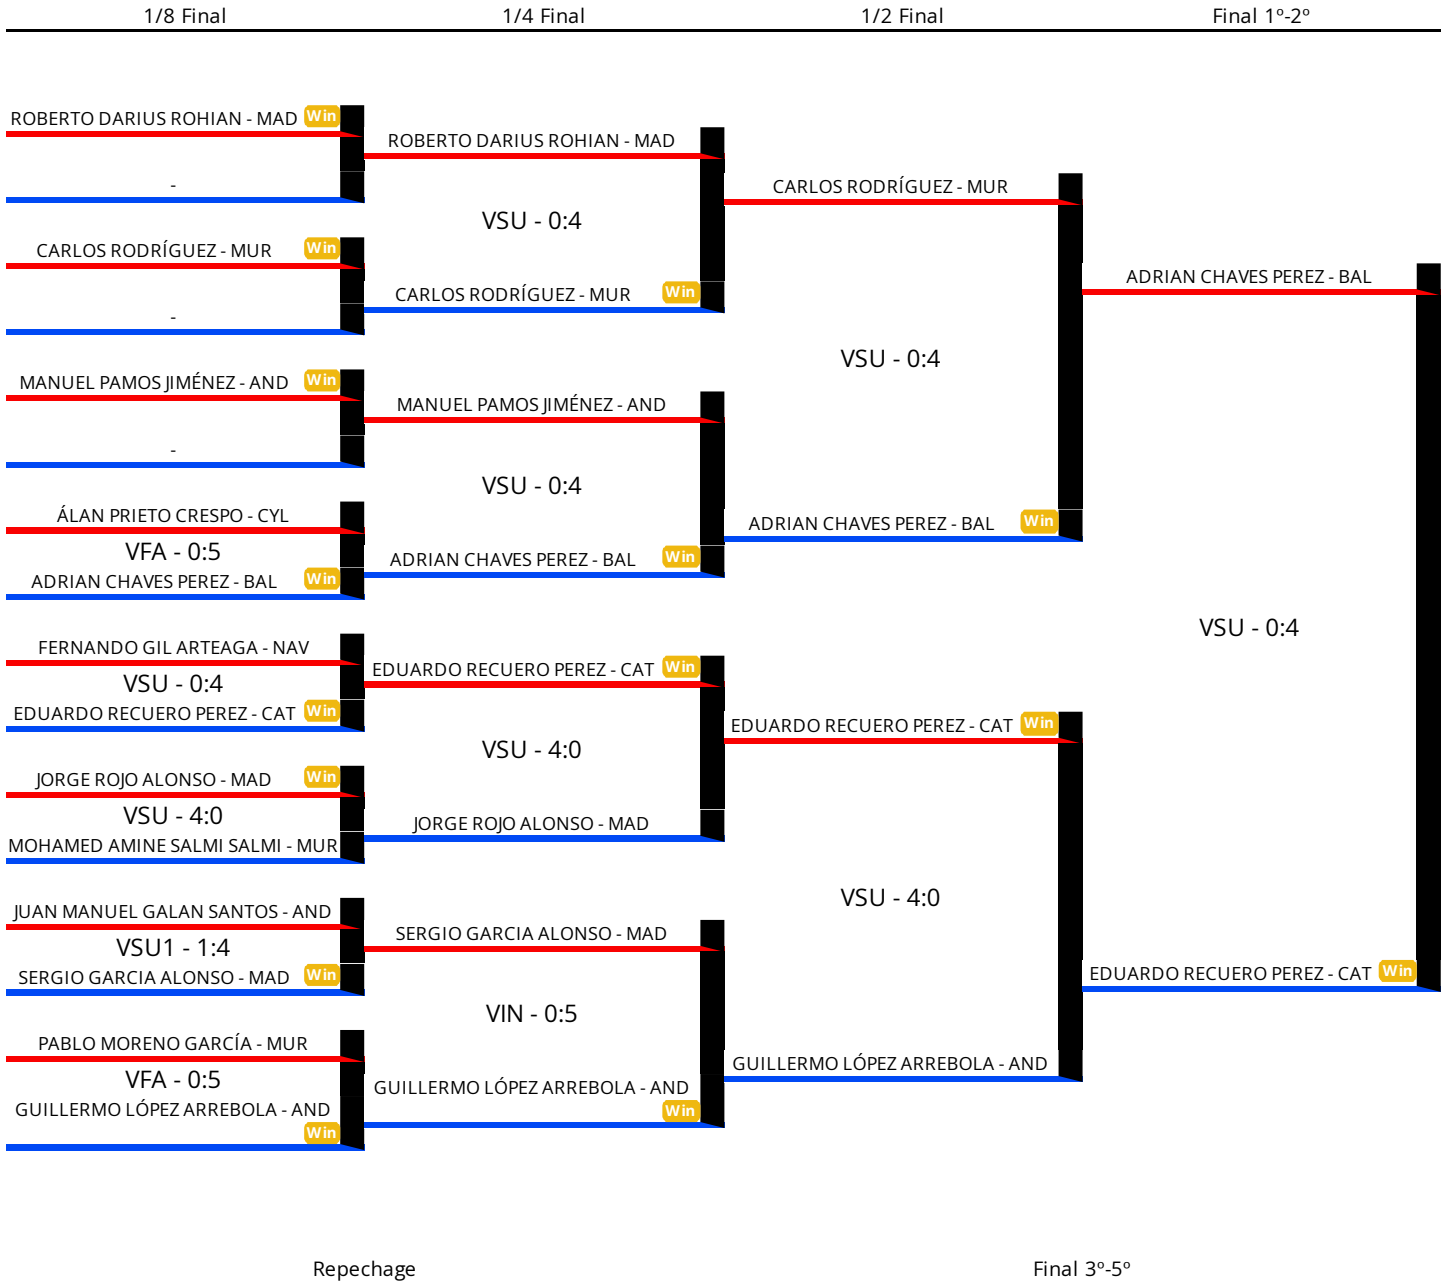 1/8 Final
1/4 Final
1/2 Final
Final 1º-2º
ROBERTO DARIUS ROHIAN - MAD Win
-
CARLOS RODRÍGUEZ - MUR Win
-
MANUEL PAMOS JIMÉNEZ - AND Win
-
ÁLAN PRIETO CRESPO - CYL
VFA - 0:5
ADRIAN CHAVES PEREZ - BAL Win
FERNANDO GIL ARTEAGA - NAV
VSU - 0:4
EDUARDO RECUERO PEREZ - CAT Win
JORGE ROJO ALONSO - MAD Win
VSU - 4:0
MOHAMED AMINE SALMI SALMI - MUR
JUAN MANUEL GALAN SANTOS - AND
VSU1 - 1:4
SERGIO GARCIA ALONSO - MAD Win
PABLO MORENO GARCÍA - MUR
VFA - 0:5
GUILLERMO LÓPEZ ARREBOLA - AND
Win
ROBERTO DARIUS ROHIAN - MAD
VSU - 0:4
CARLOS RODRÍGUEZ - MUR Win
MANUEL PAMOS JIMÉNEZ - AND
VSU - 0:4
ADRIAN CHAVES PEREZ - BAL Win
EDUARDO RECUERO PEREZ - CAT Win
VSU - 4:0
JORGE ROJO ALONSO - MAD
SERGIO GARCIA ALONSO - MAD
VIN - 0:5
GUILLERMO LÓPEZ ARREBOLA - AND
Win
CARLOS RODRÍGUEZ - MUR
VSU - 0:4
ADRIAN CHAVES PEREZ - BAL Win
EDUARDO RECUERO PEREZ - CAT Win
VSU - 4:0
GUILLERMO LÓPEZ ARREBOLA - AND
ADRIAN CHAVES PEREZ - BAL
VSU - 0:4
EDUARDO RECUERO PEREZ - CAT Win
Repechage
Final 3º-5º